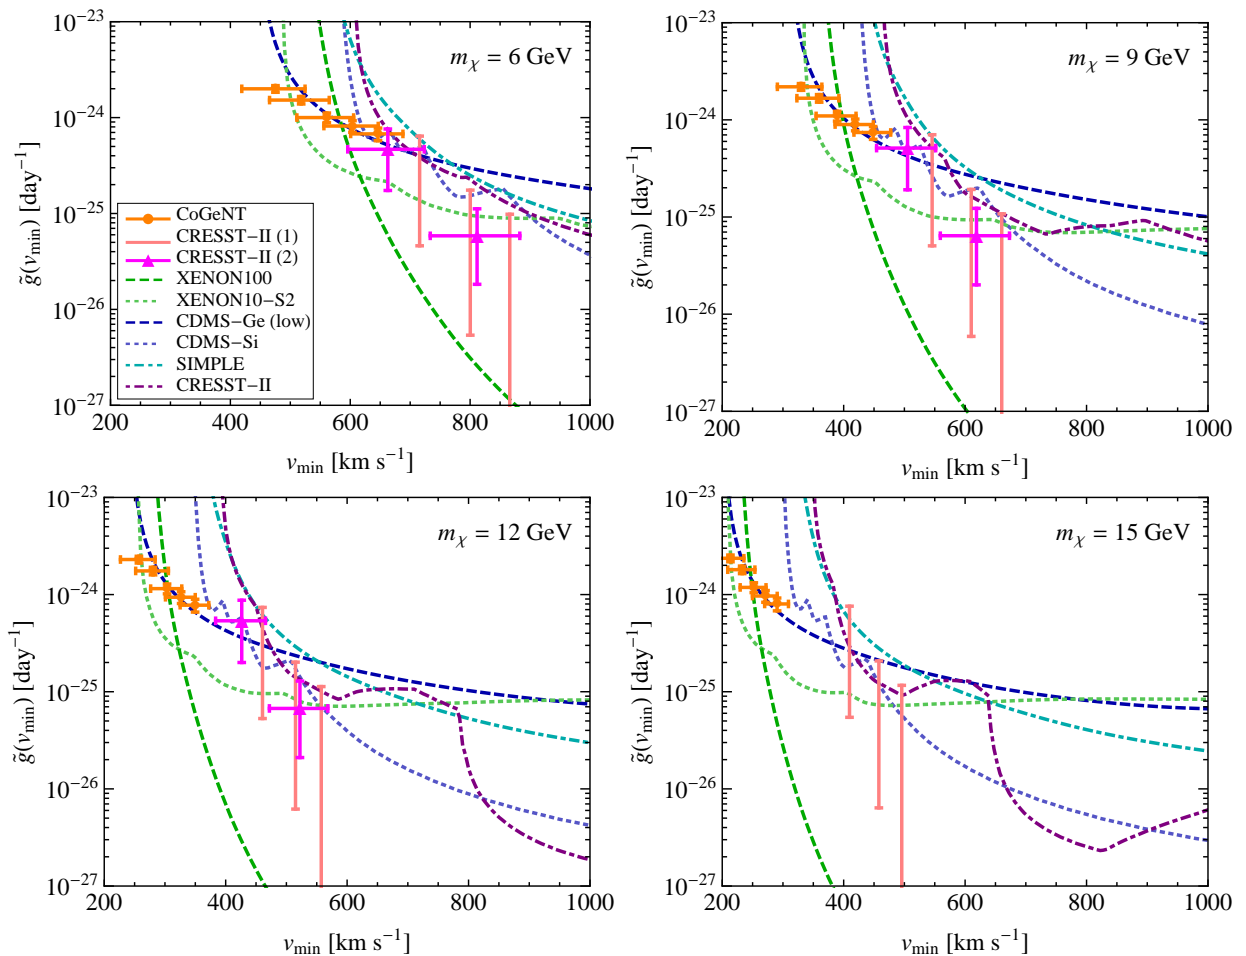 10⁻²³
10⁻²⁴
10⁻²⁵
10⁻²⁶
10⁻²⁷
g̃(v_min) [day⁻¹]
m_χ = 6 GeV
CoGeNT
CRESST−II (1)
CRESST−II (2)
XENON100
XENON10−S2
CDMS−Ge (low)
CDMS−Si
SIMPLE
CRESST−II
200 400 600 800 1000
v_min [km s⁻¹]
10⁻²³
10⁻²⁴
10⁻²⁵
10⁻²⁶
10⁻²⁷
g̃(v_min) [day⁻¹]
m_χ = 9 GeV
200 400 600 800 1000
v_min [km s⁻¹]
10⁻²³
10⁻²⁴
10⁻²⁵
10⁻²⁶
10⁻²⁷
g̃(v_min) [day⁻¹]
m_χ = 12 GeV
200 400 600 800 1000
v_min [km s⁻¹]
10⁻²³
10⁻²⁴
10⁻²⁵
10⁻²⁶
10⁻²⁷
g̃(v_min) [day⁻¹]
m_χ = 15 GeV
200 400 600 800 1000
v_min [km s⁻¹]